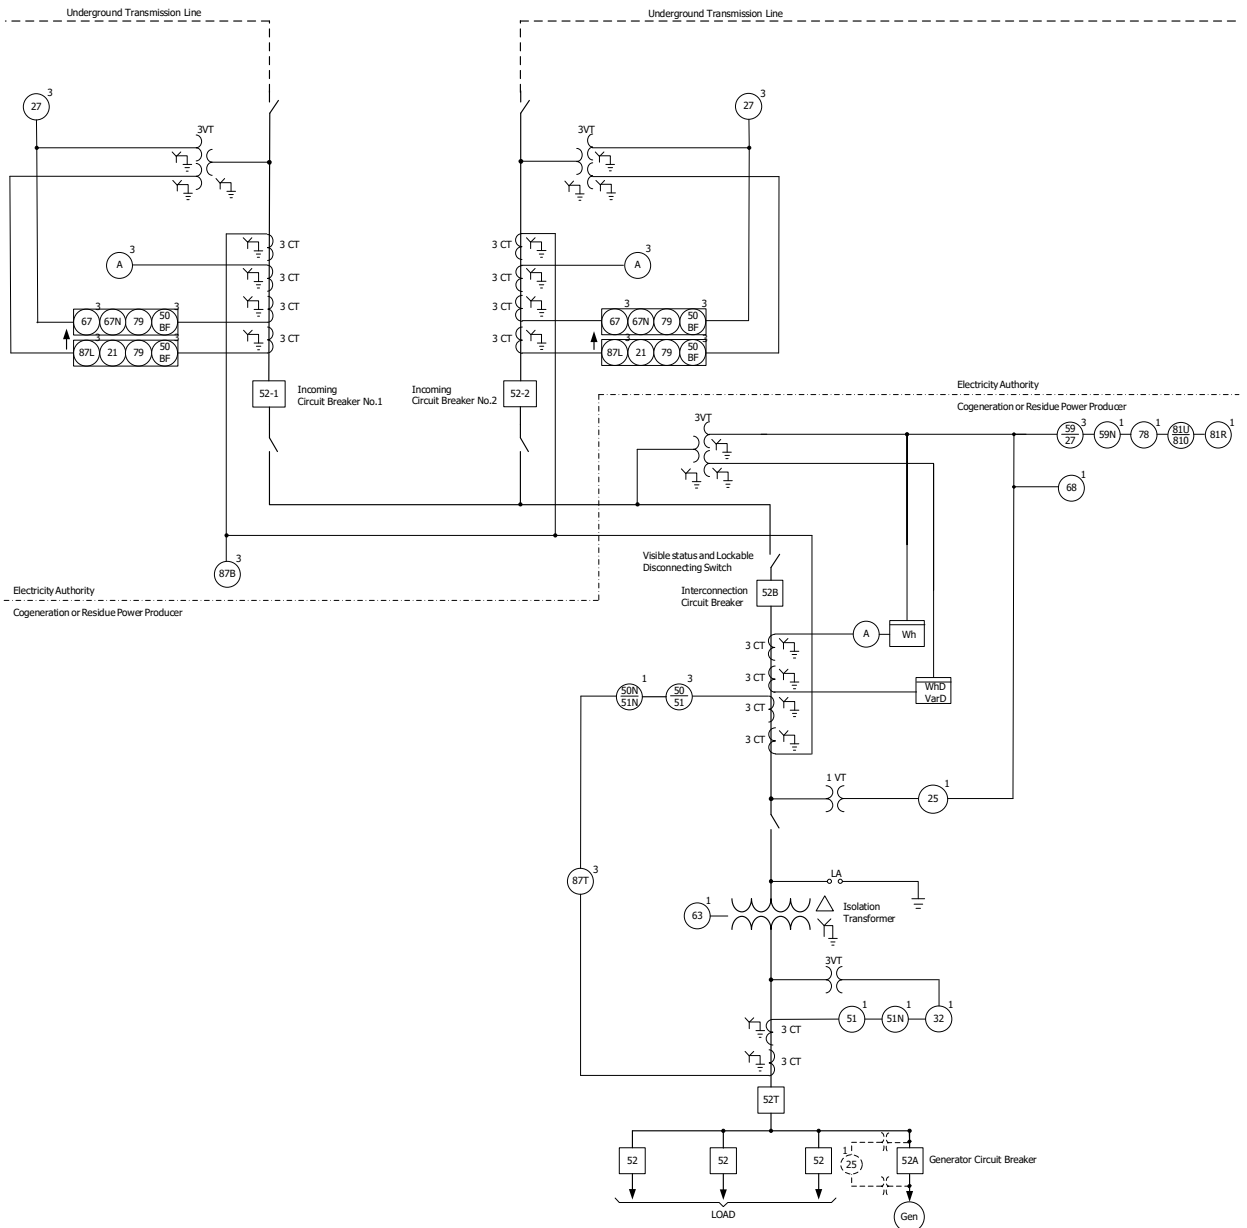 Underground Transmission Line
Underground Transmission Line
3
27
3
27
3VT
3VT
3 CT
3 CT
3
A
3
A
3 CT
3 CT
3 CT
3 CT
3 CT
3 CT
3
3
67
67N
79
50
BF
3
3
67
67N
79
50
BF
3
3
87L
21
79
50
BF
3
3
87L
21
79
50
BF
52-1
Incoming
Circuit Breaker No.1
Incoming
Circuit Breaker No.2
52-2
Electricity Authority
Cogeneration or Residue Power Producer
3VT
59
27
3
59N
1
78
1
81U
810
1
81R
1
68
1
87B
3
Visible status and Lockable
Disconnecting Switch
Interconnection
Circuit Breaker
52B
Electricity Authority
Cogeneration or Residue Power Producer
3 CT
A
Wh
3 CT
WhD
VarD
50N
51N
1
50
51
3
3 CT
3 CT
1 VT
25
1
87T
3
LA
63
1
Isolation
Transformer
3VT
51
1
51N
1
32
1
3 CT
3 CT
52T
52
52
52
1
25
52A
Generator Circuit Breaker
LOAD
Gen